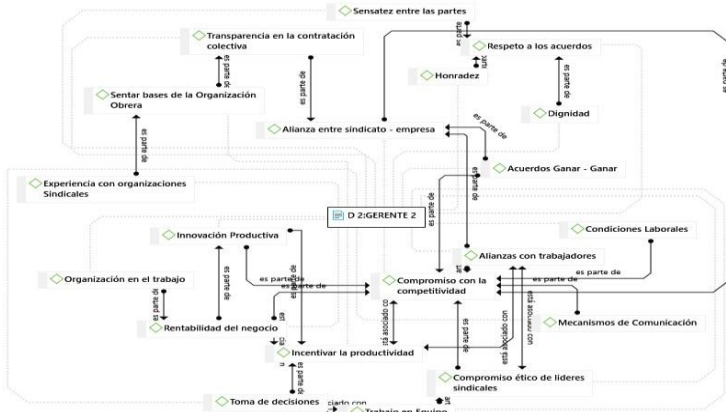 Sensatez entre las partes
es parte
Transparencia en la contratación
colectiva
Respeto a los acuerdos
es parte de
es parte de
Honradez
es parte de
Sentar bases de la Organización
Obrera
Dignidad
es parte de
Alianza entre sindicato - empresa
es parte de
Acuerdos Ganar - Ganar
Experiencia con organizaciones
Sindicales
es parte de
es parte de
D 2:GERENTE 2
Condiciones Laborales
Innovación Productiva
Alianzas con trabajadores
es parte de
es parte de
es parte de
es parte de
Organización en el trabajo
Compromiso con la
competitividad
es parte de
es parte de
Mecanismos de Comunicación
Rentabilidad del negocio
está asociado con
es parte de
está asociado con
Incentivar la productividad
es parte de
Compromiso ético de líderes
sindicales
Toma de decisiones
Trabajo en Equipo